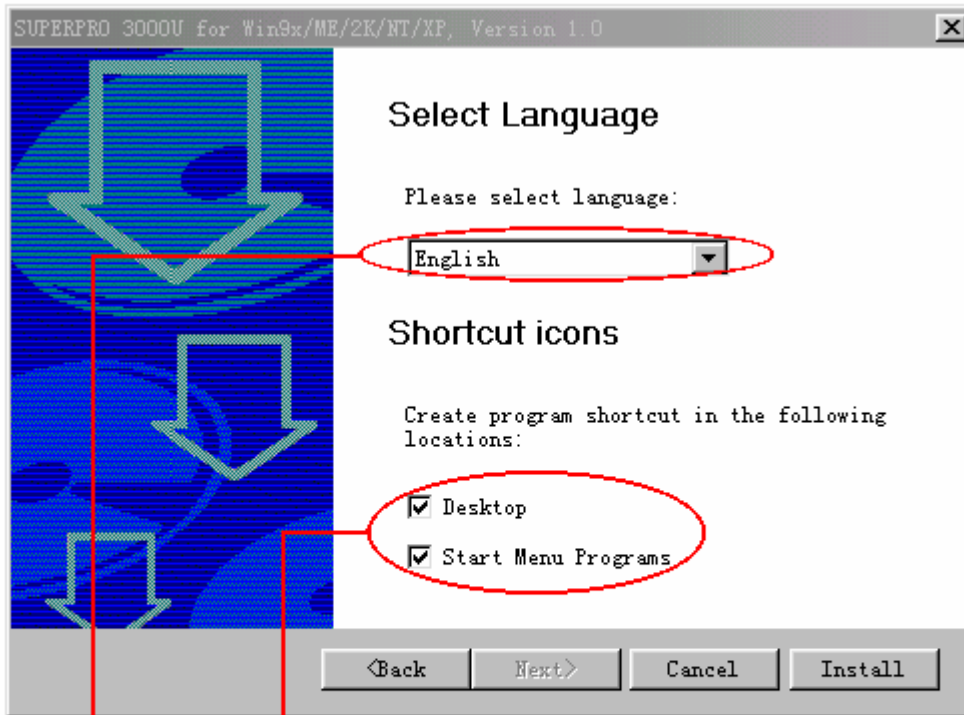 SUPERPRO 3000U for Win9x/ME/2K/NT/XP, Version 1.0
Select Language
Please select language:
English
Shortcut icons
Create program shortcut in the following
locations:
Desktop
Start Menu Programs
<Back Next> Cancel Install